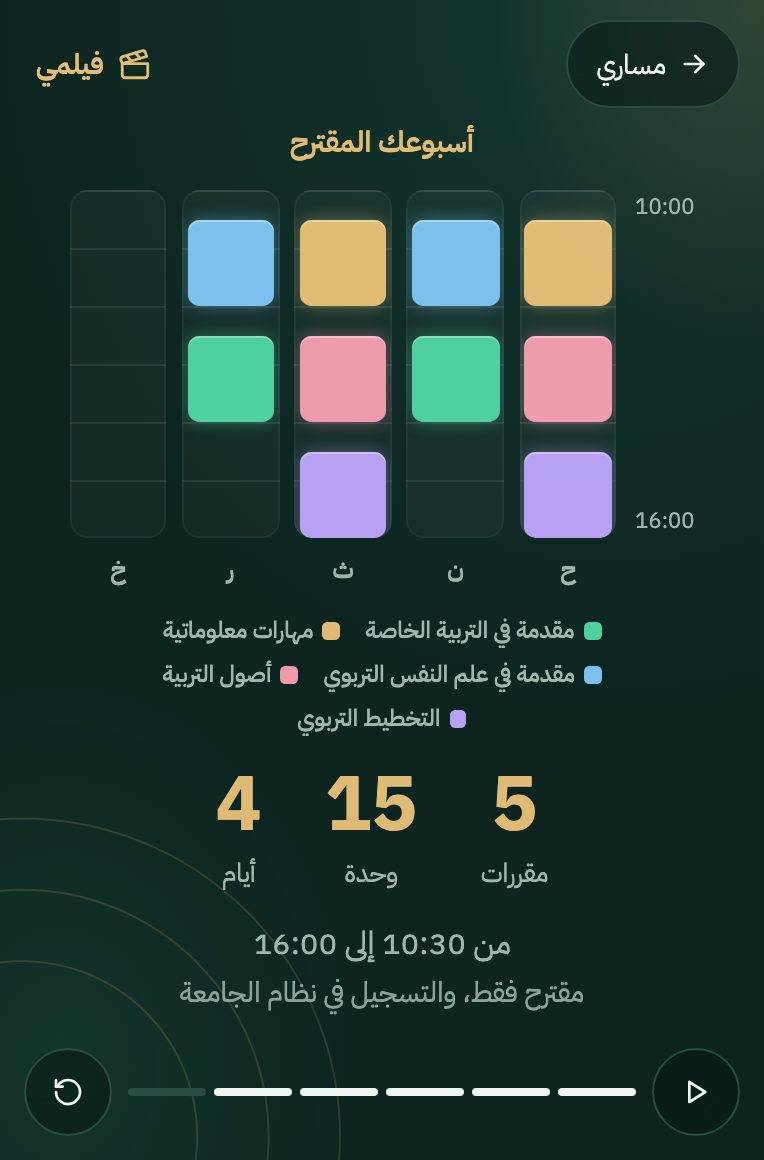 مساري
فيلمي
أسبوعك المقترح
10:00
16:00
ح ن ث ر خ
مقدمة في التربية الخاصة مهارات معلوماتية
مقدمة في علم النفس التربوي أصول التربية
التخطيط التربوي
5 15 4
مقررات وحدة أيام
من 10:30 إلى 16:00
مقترح فقط، والتسجيل في نظام الجامعة